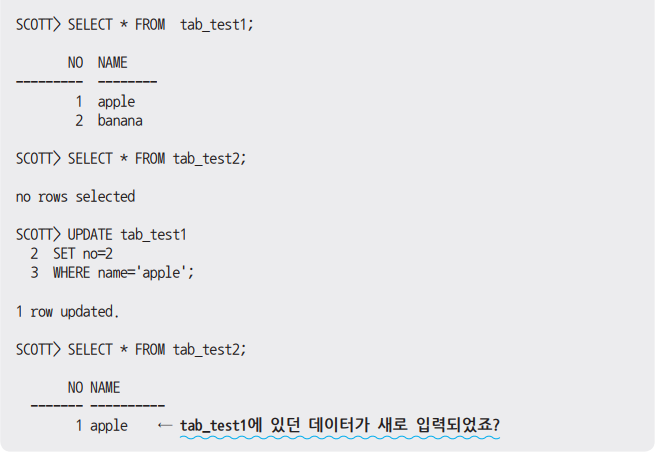 SCOTT> SELECT * FROM  tab_test1;
NO  NAME
---------  --------
1  apple
2  banana
SCOTT> SELECT * FROM tab_test2;
no rows selected
SCOTT> UPDATE tab_test1
2  SET no=2
3  WHERE name='apple';
1 row updated.
SCOTT> SELECT * FROM tab_test2;
NO NAME
------- ----------
1 apple    ← tab_test1에 있던 데이터가 새로 입력되었죠?